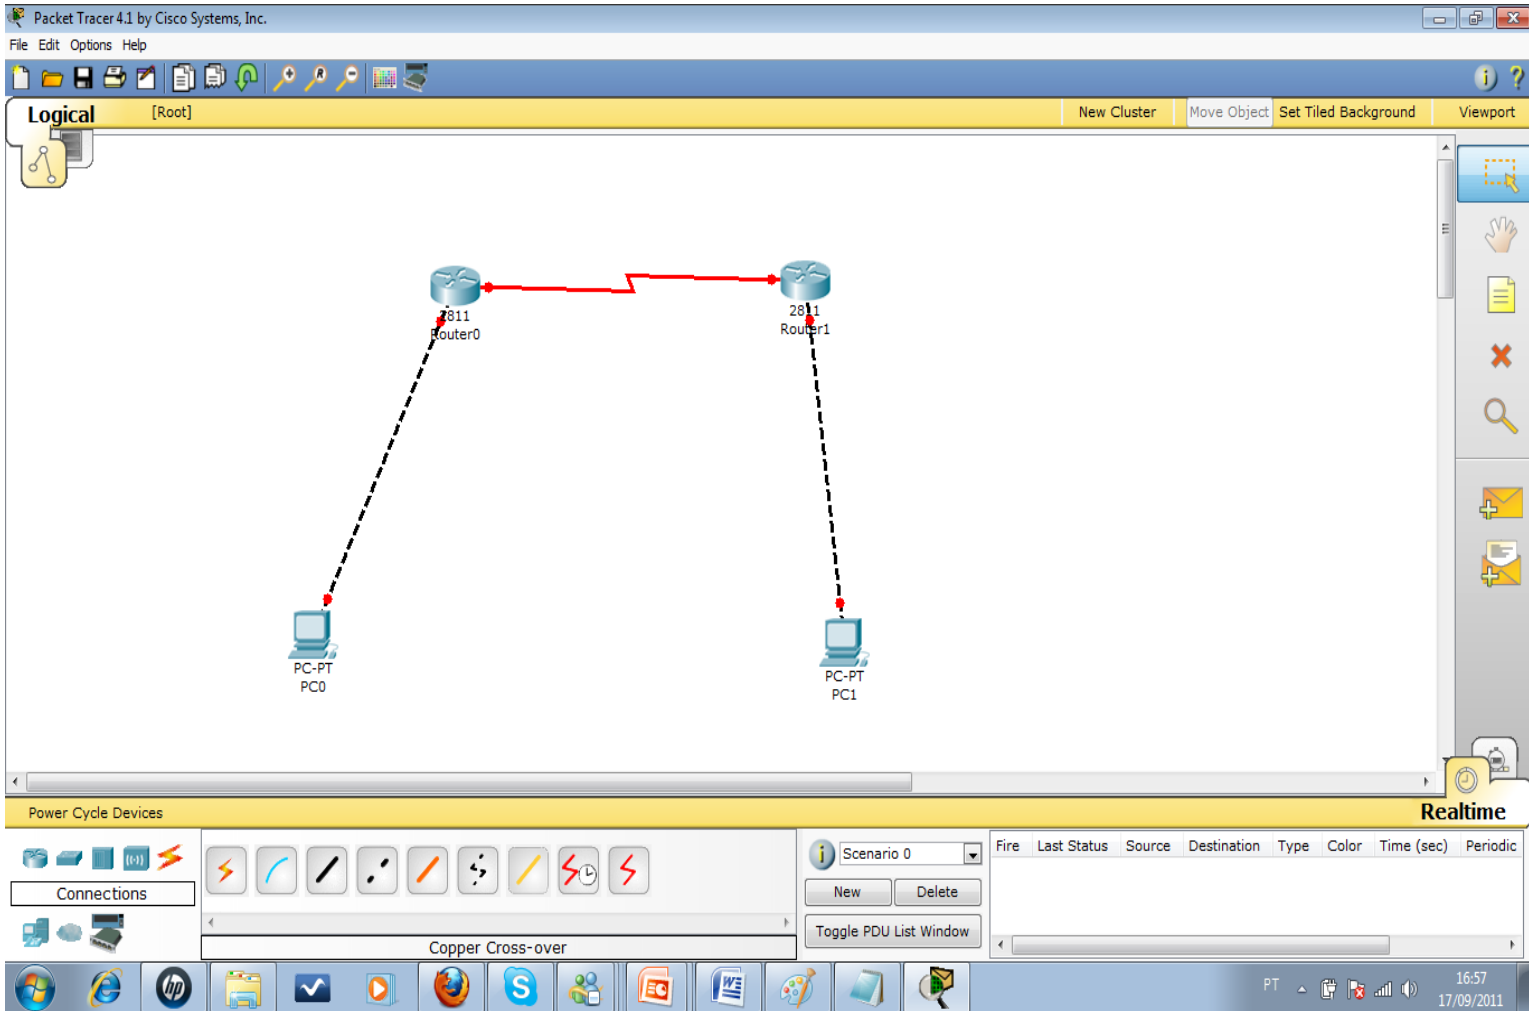 Packet Tracer 4.1 by Cisco Systems, Inc.
File Edit Options Help
i ?
Logical [Root] New Cluster Move Object Set Tiled Background Viewport
2811
Router0
2811
Router1
PC-PT
PC0
PC-PT
PC1
Power Cycle Devices Realtime
Connections
Copper Cross-over
i Scenario 0
New Delete
Toggle PDU List Window
Fire Last Status Source Destination Type Color Time (sec) Periodic
hp
PT
16:57
17/09/2011